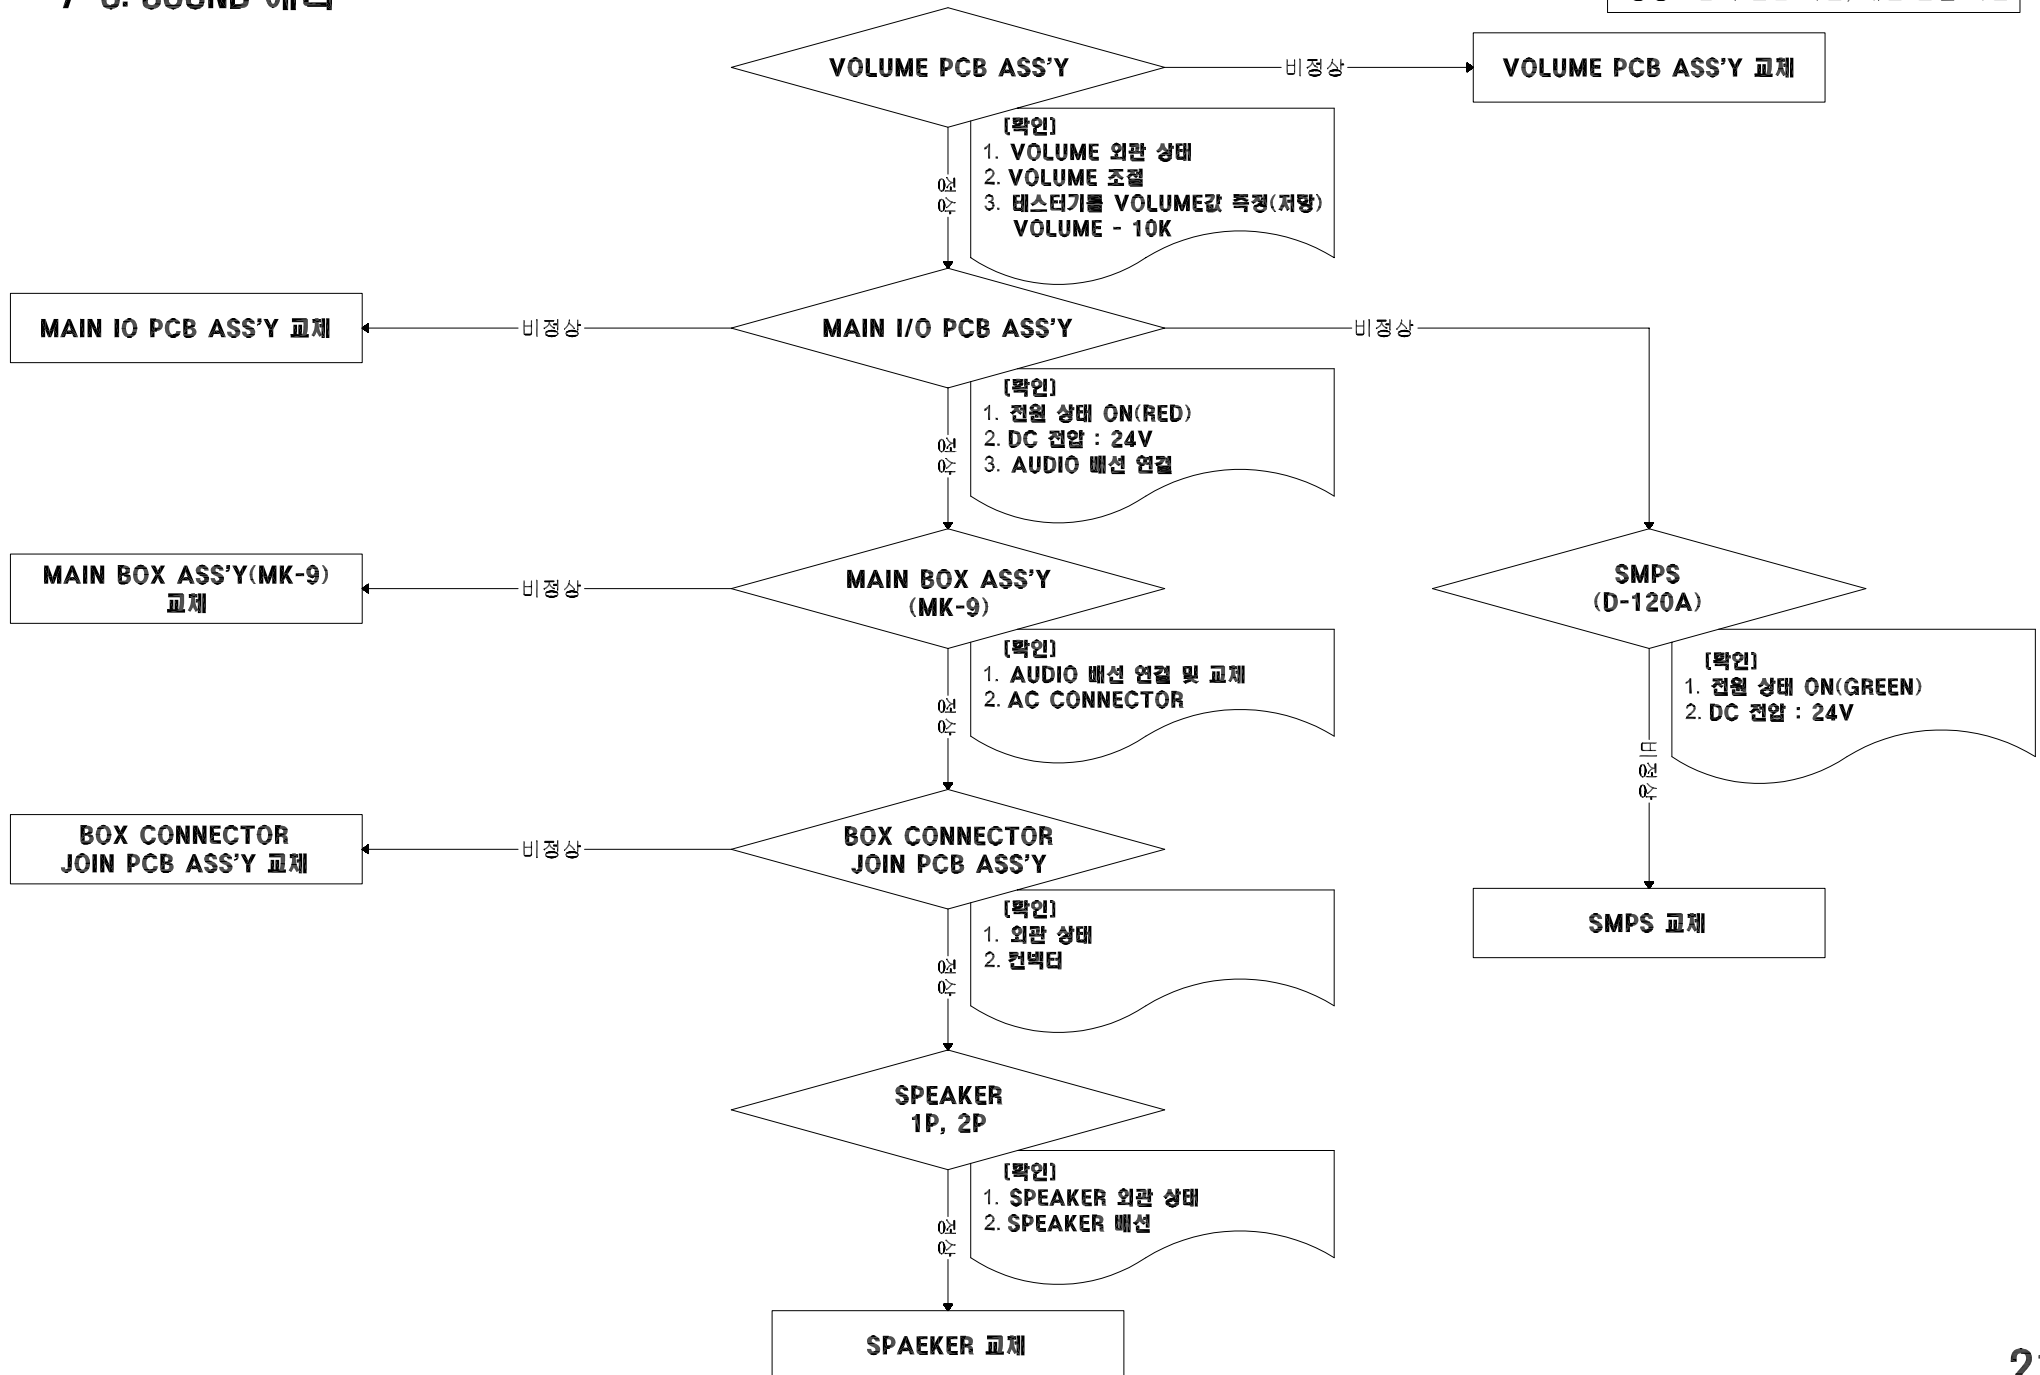 SOUND
VOLUME PCB ASS'Y
비정상
VOLUME PCB ASS'Y 교체
[확인]
1. VOLUME 외관 상태
2. VOLUME 조절
3. 테스터기를 VOLUME값 측정(저항)
VOLUME - 10K
정상
MAIN IO PCB ASS'Y 교체
비정상
MAIN I/O PCB ASS'Y
비정상
[확인]
1. 전원 상태 ON(RED)
2. DC 전압 : 24V
3. AUDIO 배선 연결
정상
MAIN BOX ASS'Y(MK-9)
교체
비정상
MAIN BOX ASS'Y
(MK-9)
SMPS
(D-120A)
[확인]
1. AUDIO 배선 연결 및 교체
2. AC CONNECTOR
정상
[확인]
1. 전원 상태 ON(GREEN)
2. DC 전압 : 24V
비정상
BOX CONNECTOR
JOIN PCB ASS'Y 교체
비정상
BOX CONNECTOR
JOIN PCB ASS'Y
SMPS 교체
[확인]
1. 외관 상태
2. 컨넥터
정상
SPEAKER
1P, 2P
[확인]
1. SPEAKER 외관 상태
2. SPEAKER 배선
정상
SPAEKER 교체